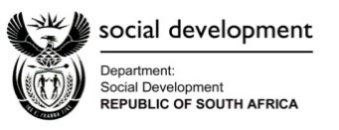 social development
Department:
Social Development
REPUBLIC OF SOUTH AFRICA